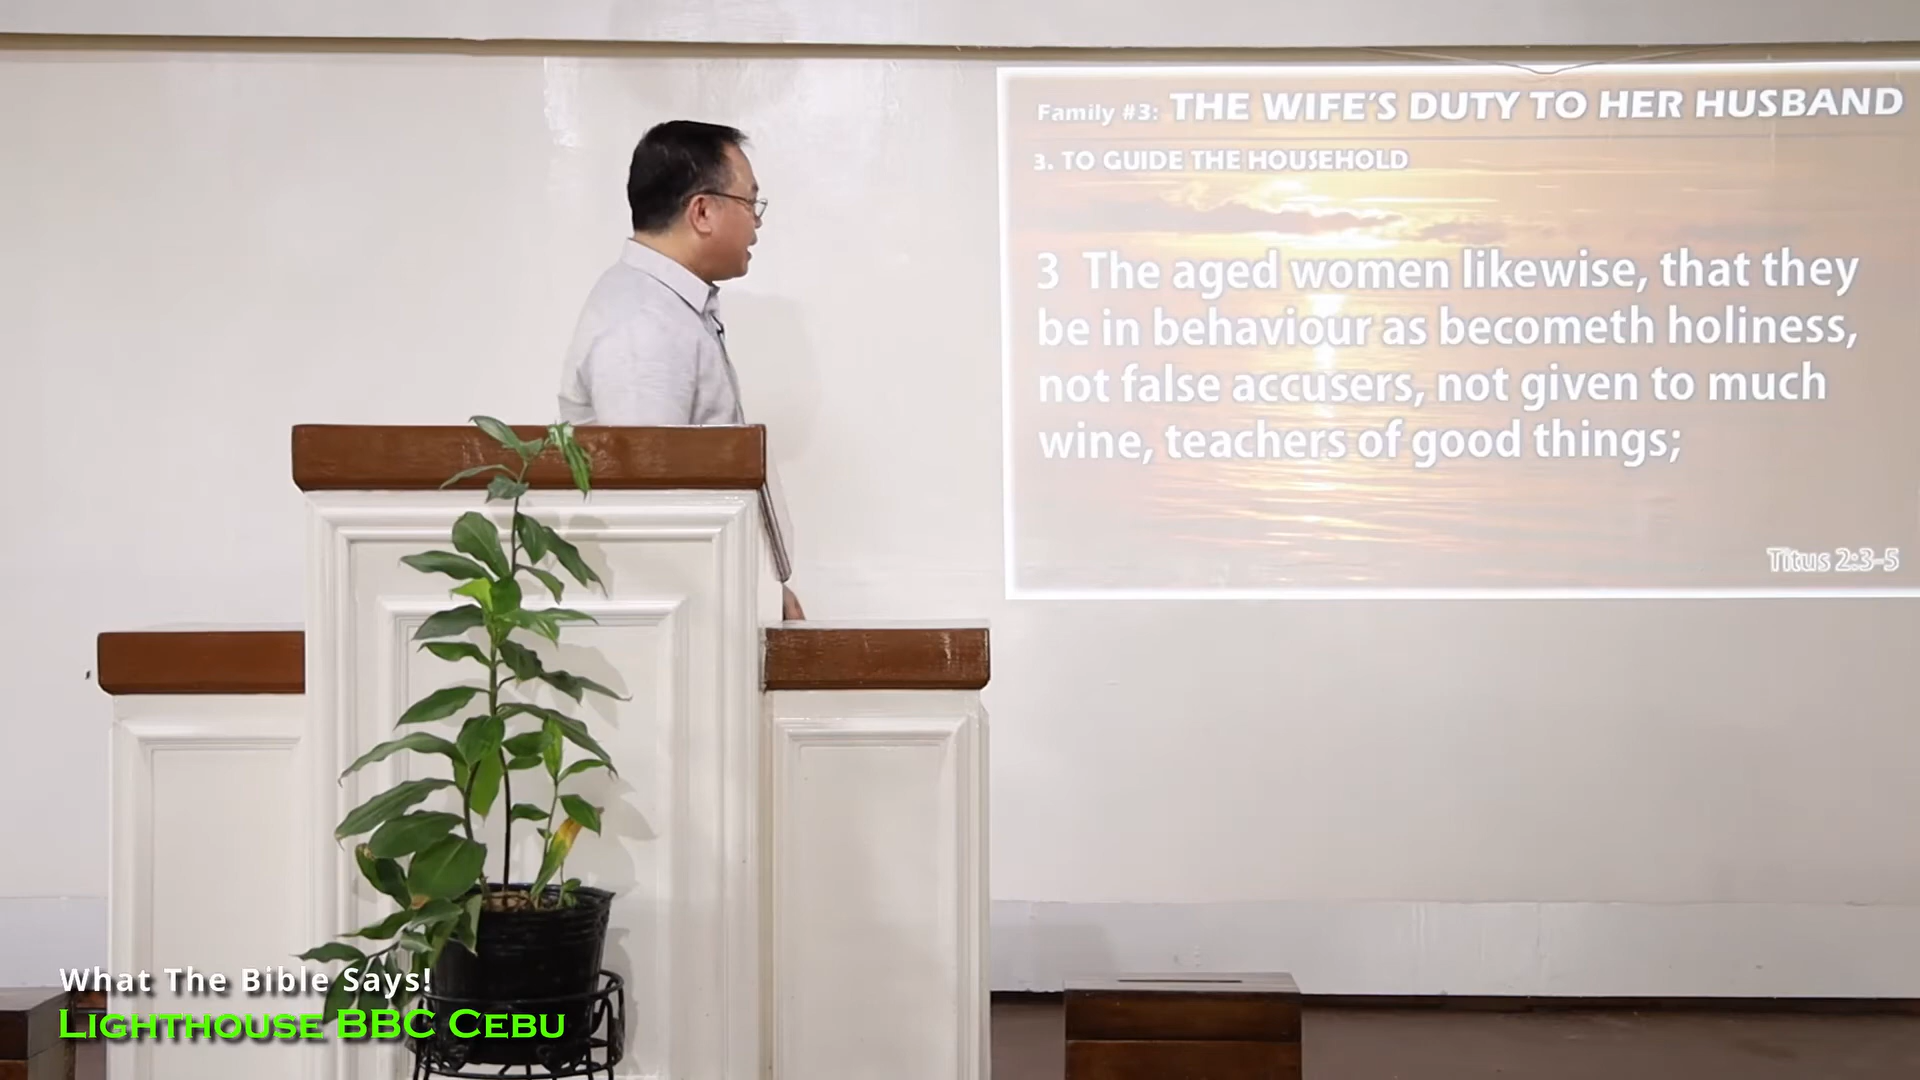 Family #3: THE WIFE'S DUTY TO HER HUSBAND
3. TO GUIDE THE HOUSEHOLD
3 The aged women likewise, that they
be in behaviour as becometh holiness,
not false accusers, not given to much
wine, teachers of good things;
Titus 2:3-5
What The Bible Says!
LIGHTHOUSE BBC CEBU